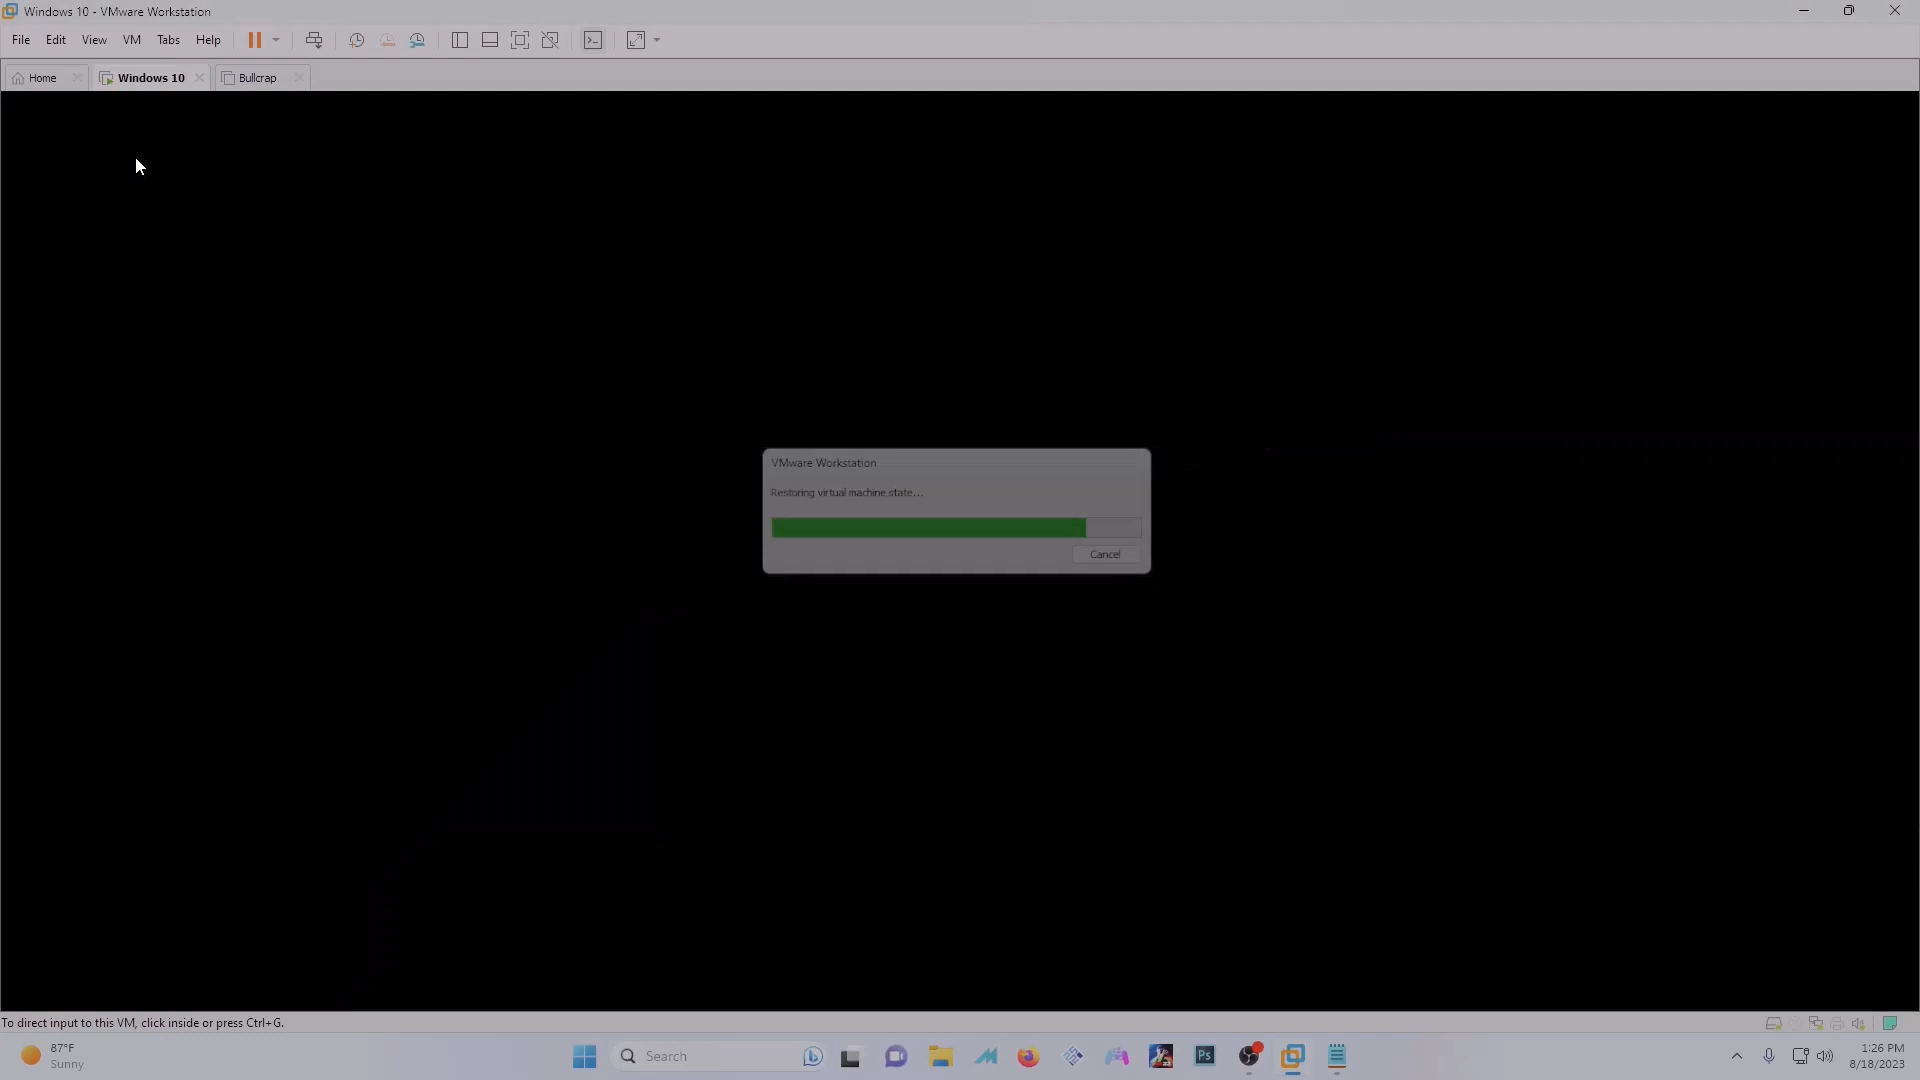 Windows 10 - VMware Workstation
File Edit View VM Tabs Help
Home Windows 10 Bullcrap
VMware Workstation
Restoring virtual machine state...
Cancel
To direct input to this VM, click inside or press Ctrl+G.
87°F
Sunny
Search
Ps
1:26 PM
8/18/2023